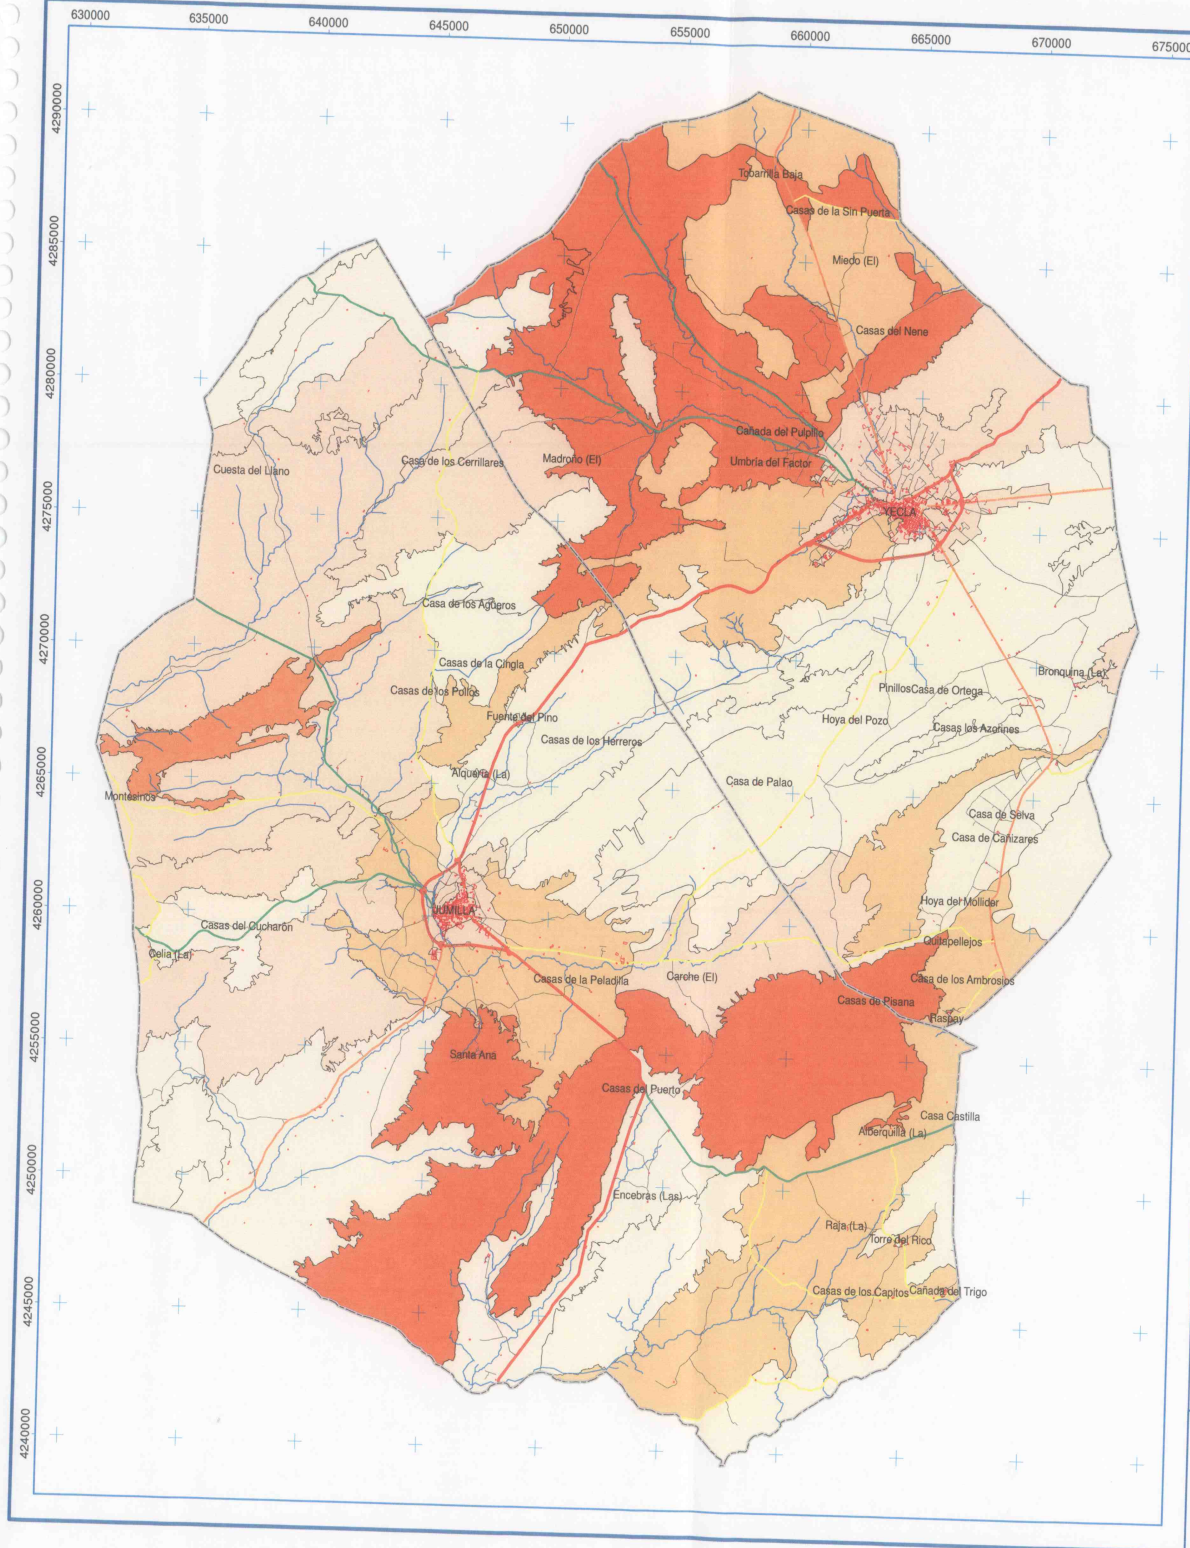 630000
635000
640000
645000
650000
655000
660000
665000
670000
675000
4290000
4285000
4280000
4275000
4270000
4265000
4260000
4255000
4250000
4245000
4240000
Tobarrilla Baja
Casas de la Sin Puerta
Miedo (El)
Casas del Nene
Cañada del Pulpillo
Cuesta del Llano
Casa de los Cerrillares
Madroño (El)
Umbria del Factor
YECLA
Casa de los Agüeros
Casas de la Cingla
Bronquina (La)
Casas de los Pollos
Pinillos
Casa de Ortega
Fuente del Pino
Hoya del Pozo
Casas los Azorines
Casas de los Herreros
Alquería (La)
Casa de Palao
Montesinos
Casa de Selva
Casa de Cañizares
Hoya del Mollider
JUMILLA
Casas del Cucharón
Quitapellejos
Celia (La)
Casas de la Peladilla
Carche (El)
Casa de los Ambrosios
Casas de Pisana
Raspay
Santa Ana
Casas del Puerto
Casa Castilla
Alberquilla (La)
Encebras (Las)
Raja (La)
Torre del Rico
Casas de los Capitos
Cañada del Trigo